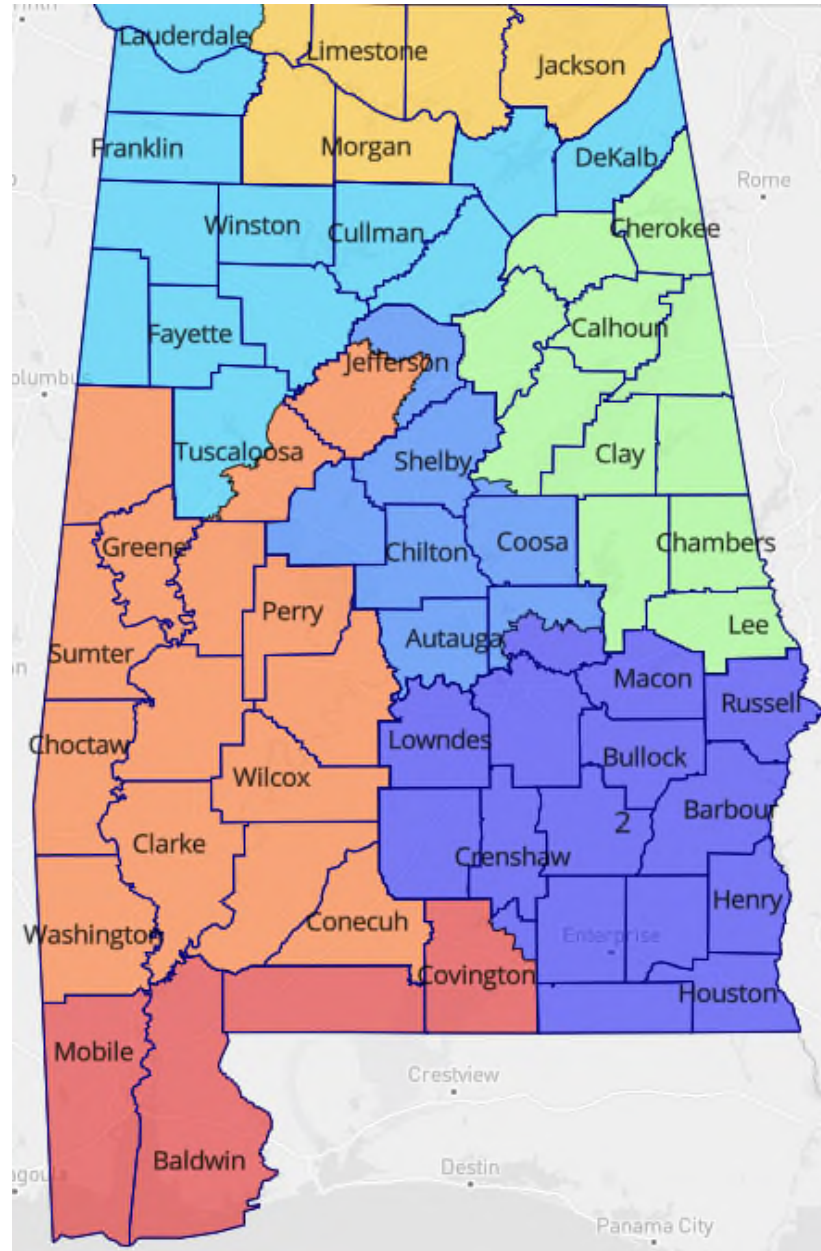 Lauderdale
Limestone
Jackson
Franklin
Morgan
DeKalb
Rome
Winston
Cullman
Cherokee
Fayette
Calhoun
Jefferson
Tuscaloosa
Shelby
Clay
Greene
Chilton
Coosa
Chambers
Perry
Autauga
Lee
Sumter
Macon
Russell
Choctaw
Lowndes
Bullock
Wilcox
Barbour
2
Clarke
Crenshaw
Henry
Washington
Conecuh
Enterprise
Covington
Houston
Mobile
Crestview
Baldwin
Destin
Panama City